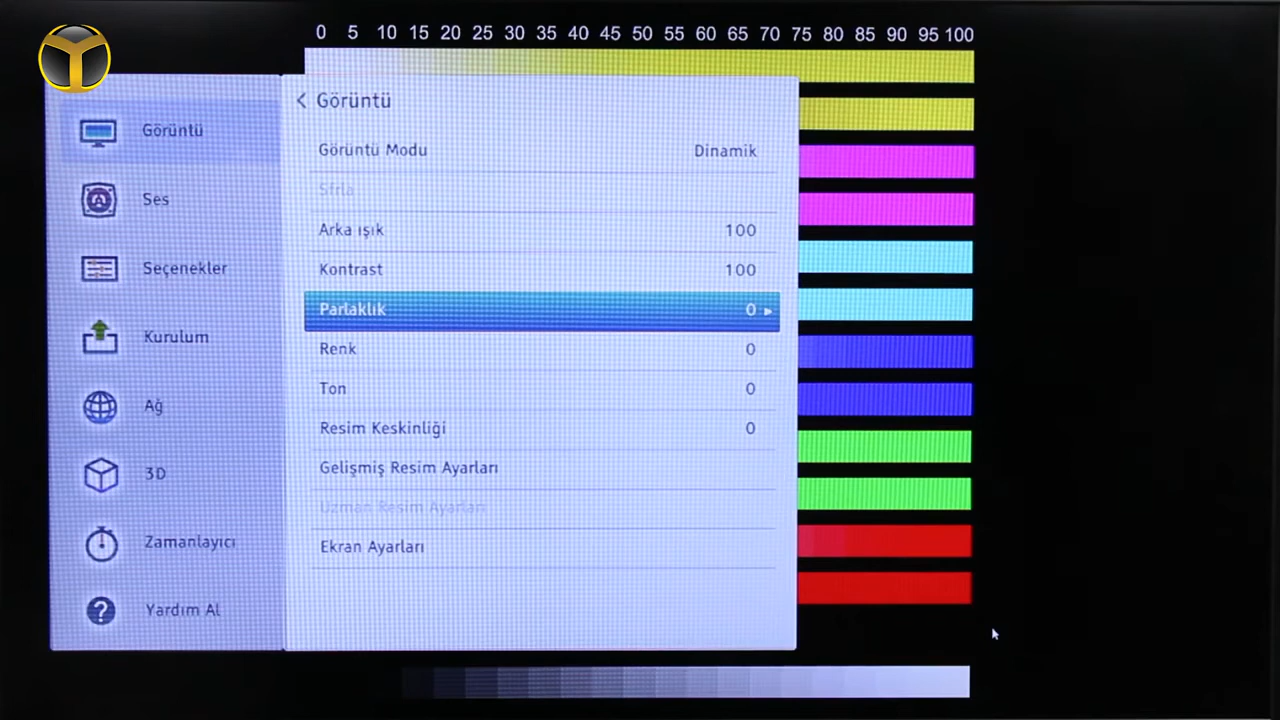 0 5 10 15 20 25 30 35 40 45 50 55 60 65 70 75 80 85 90 95 100
Görüntü
Ses
Seçenekler
Kurulum
Ağ
3D
Zamanlayıcı
Yardım Al
Görüntü
Görüntü Modu Dinamik
Sfrla
Arka ışık 100
Kontrast 100
Parlaklık 0
Renk 0
Ton 0
Resim Keskinliği 0
Gelişmiş Resim Ayarları
Uzman Resim Ayarları
Ekran Ayarları